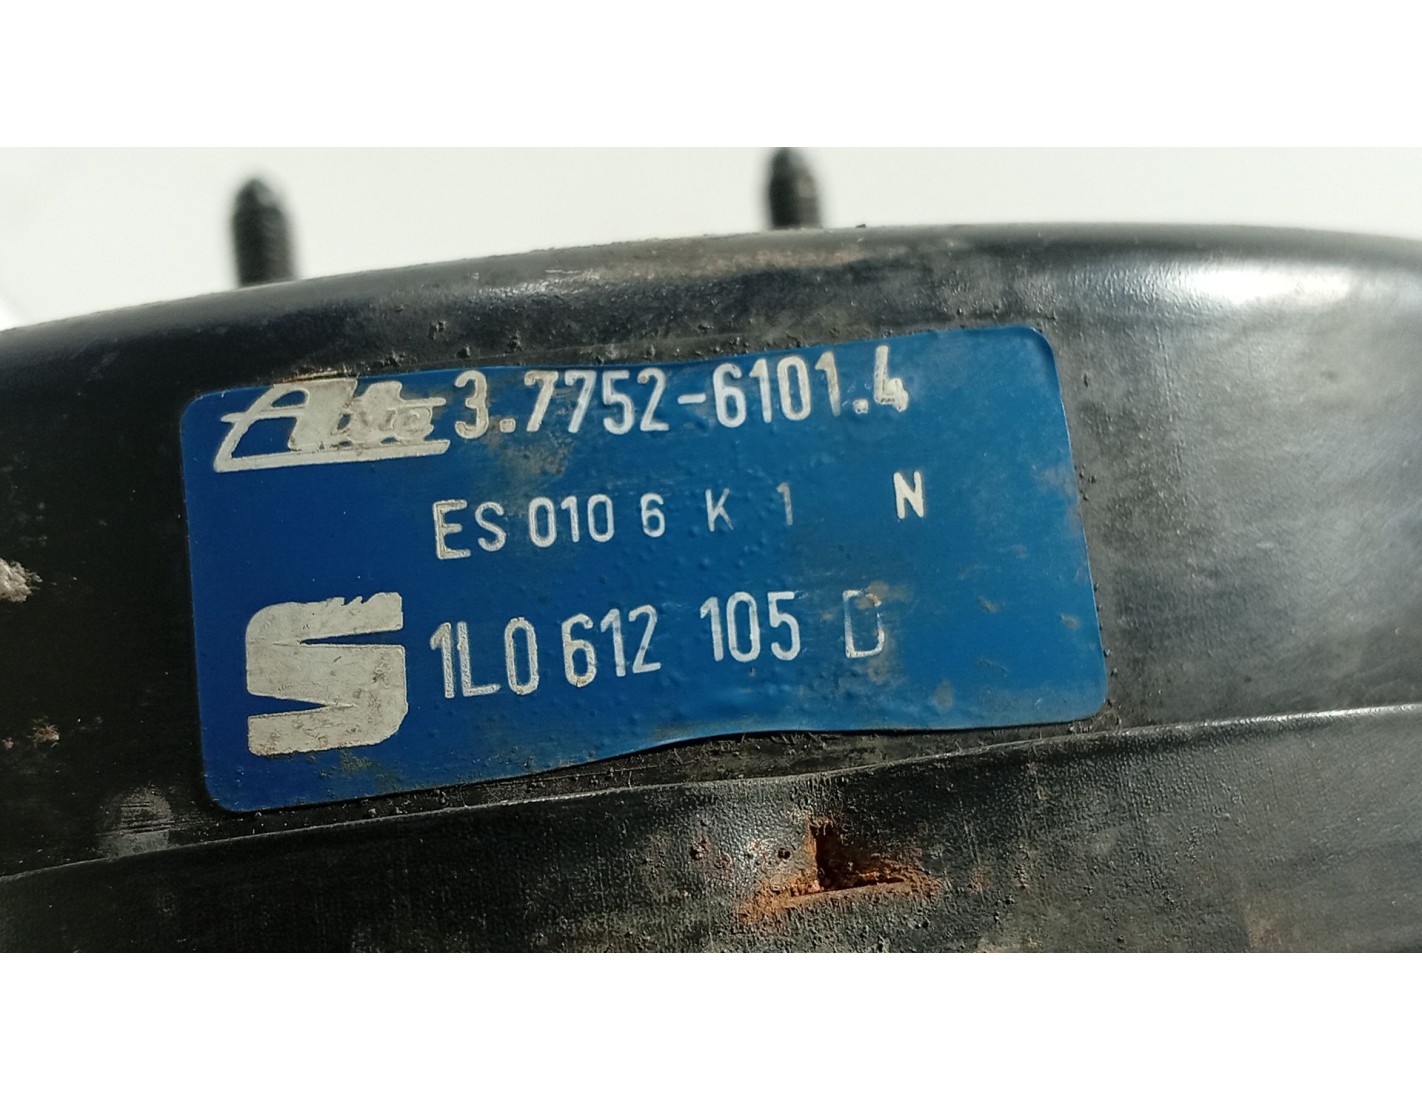 Ate 3.7752-6101.4
ES 010 6 K 1 N
S 1L0 612 105 D